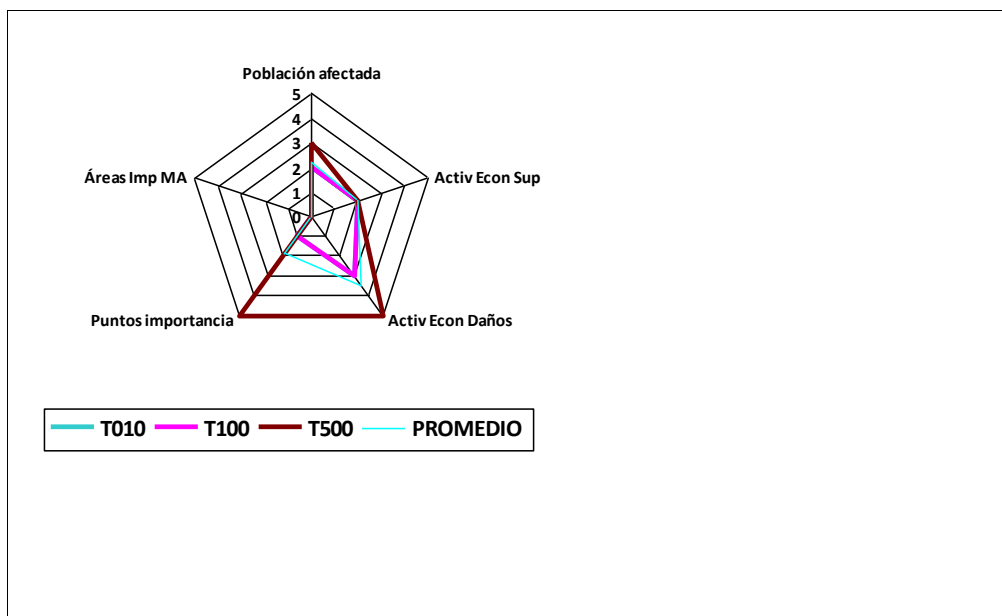 Población afectada
5
4
3
2
1
0
Áreas Imp MA
Activ Econ Sup
Puntos importancia
Activ Econ Daños
T010 T100 T500 PROMEDIO